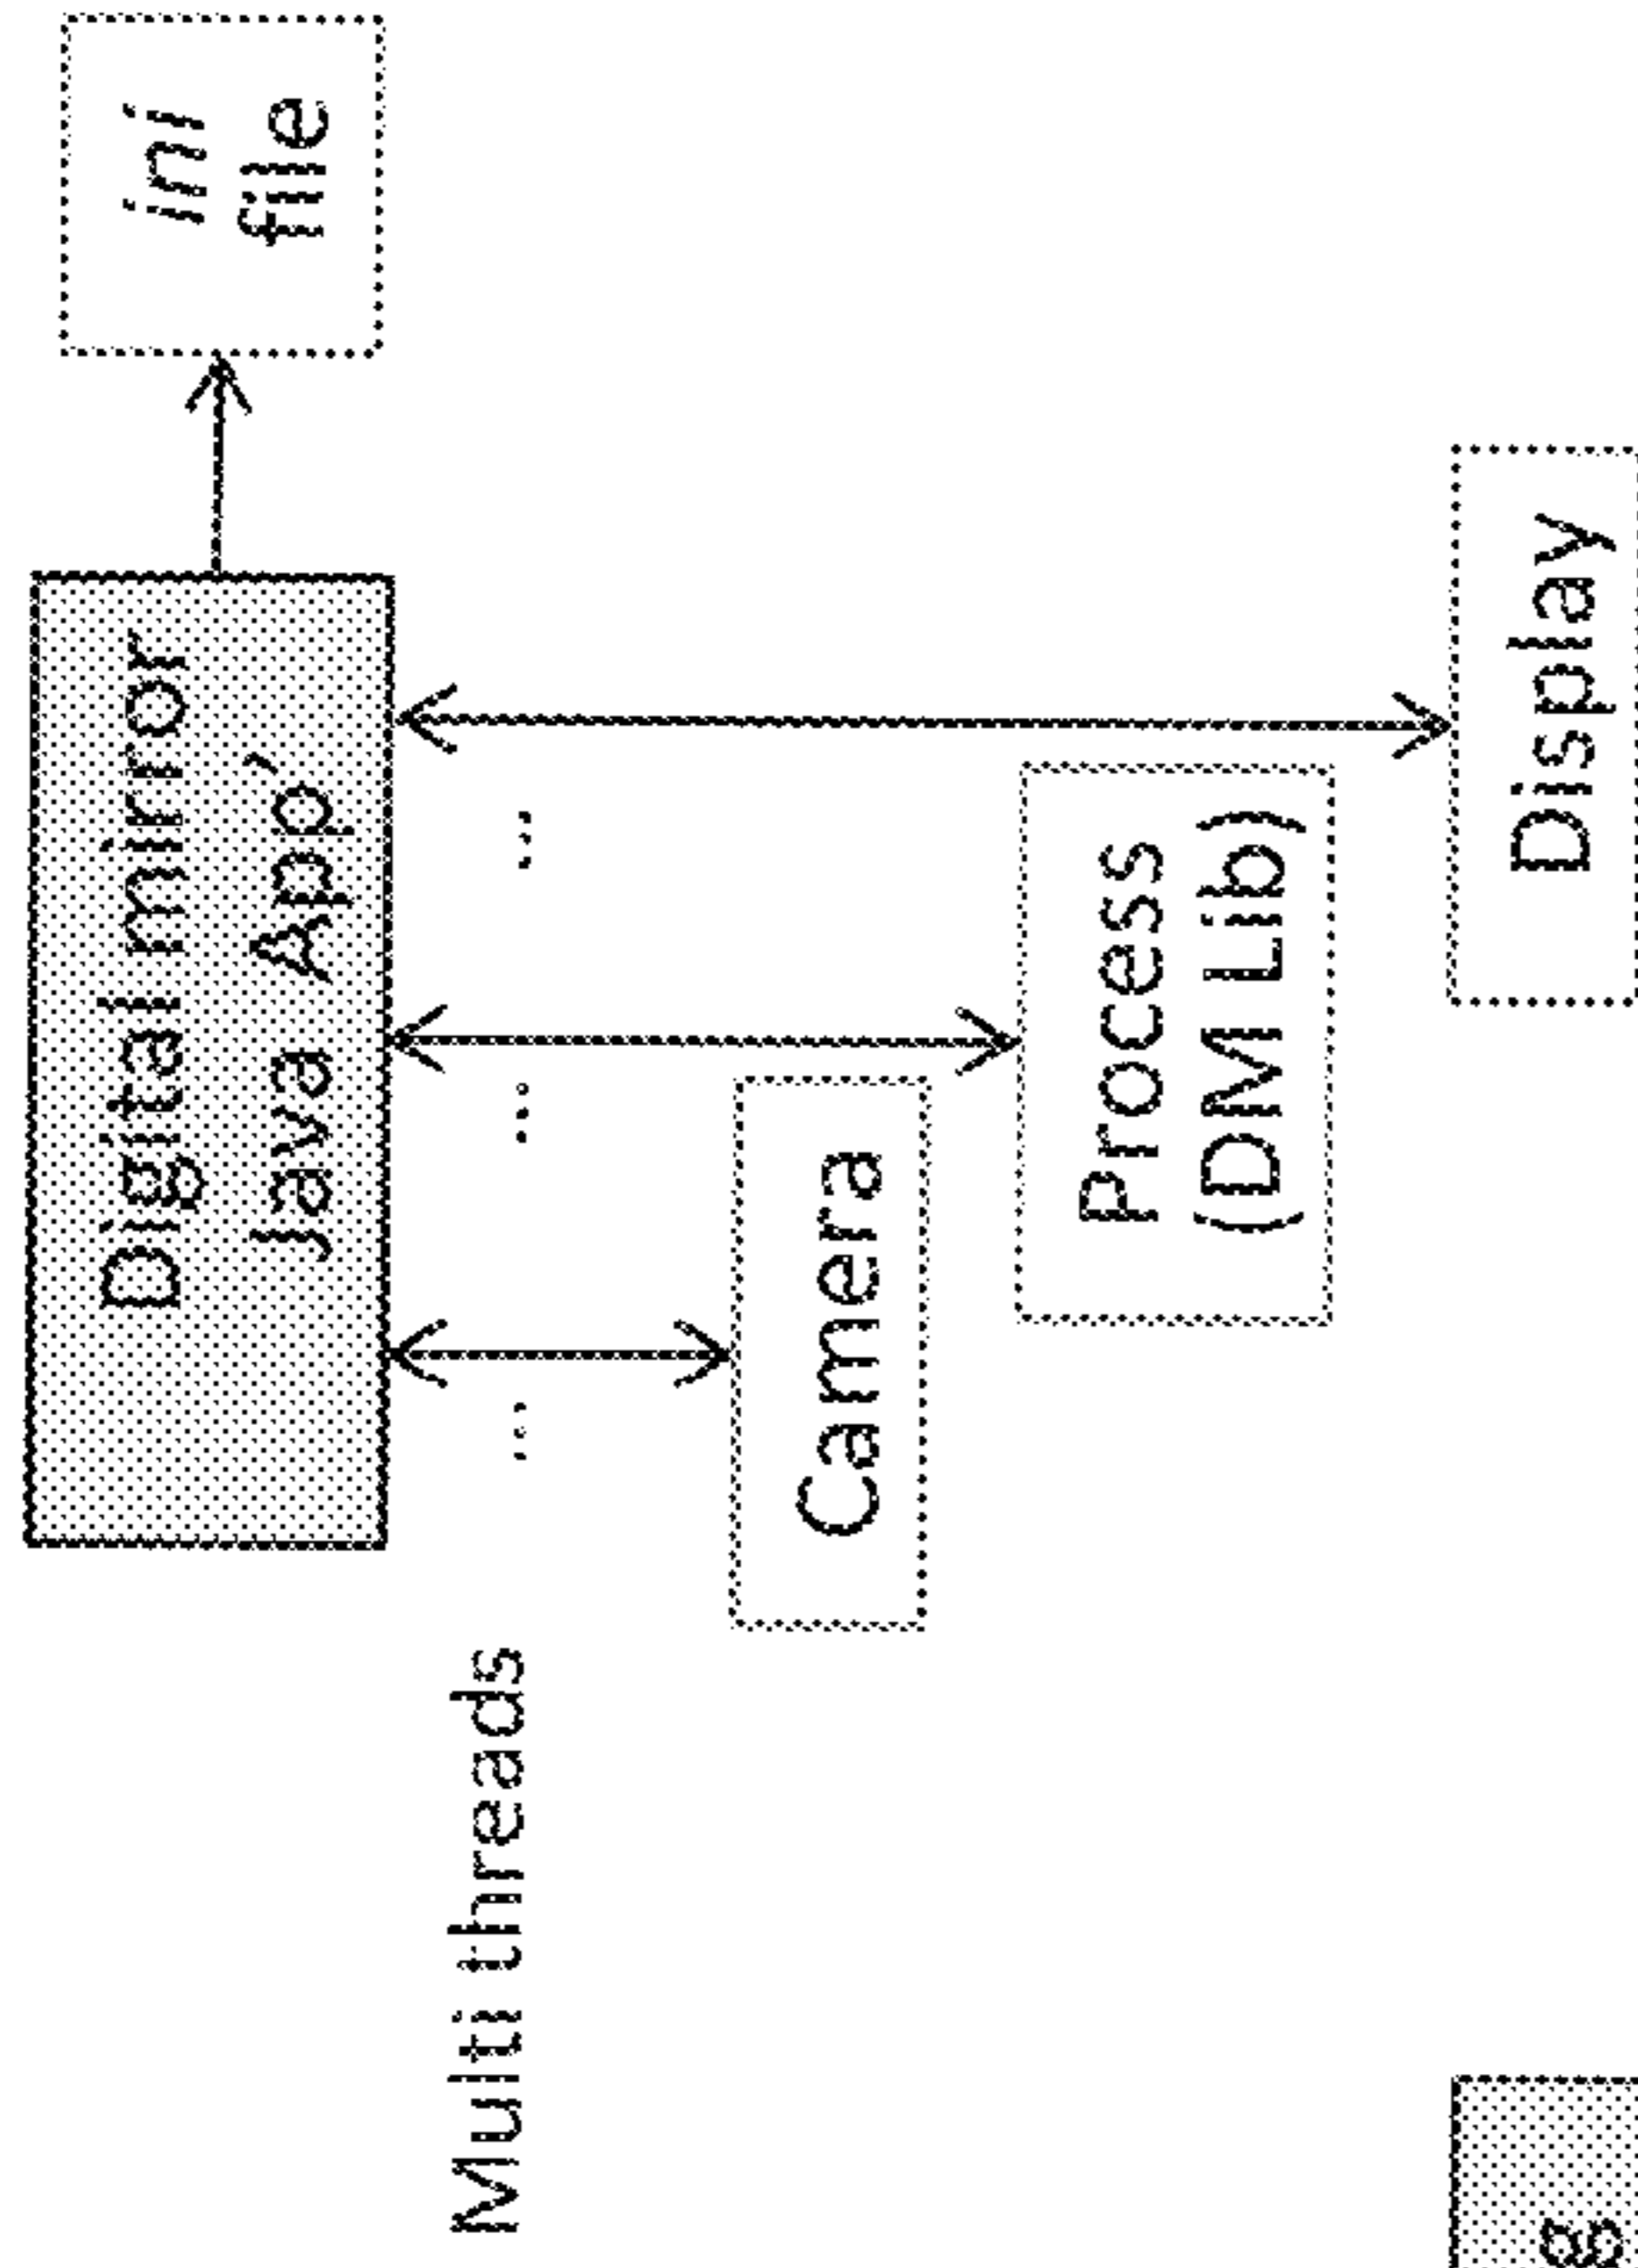 Digital mirror
Java App'
ini
file
Multi threads
...
...
...
Camera
Process
(DM Lib)
Display